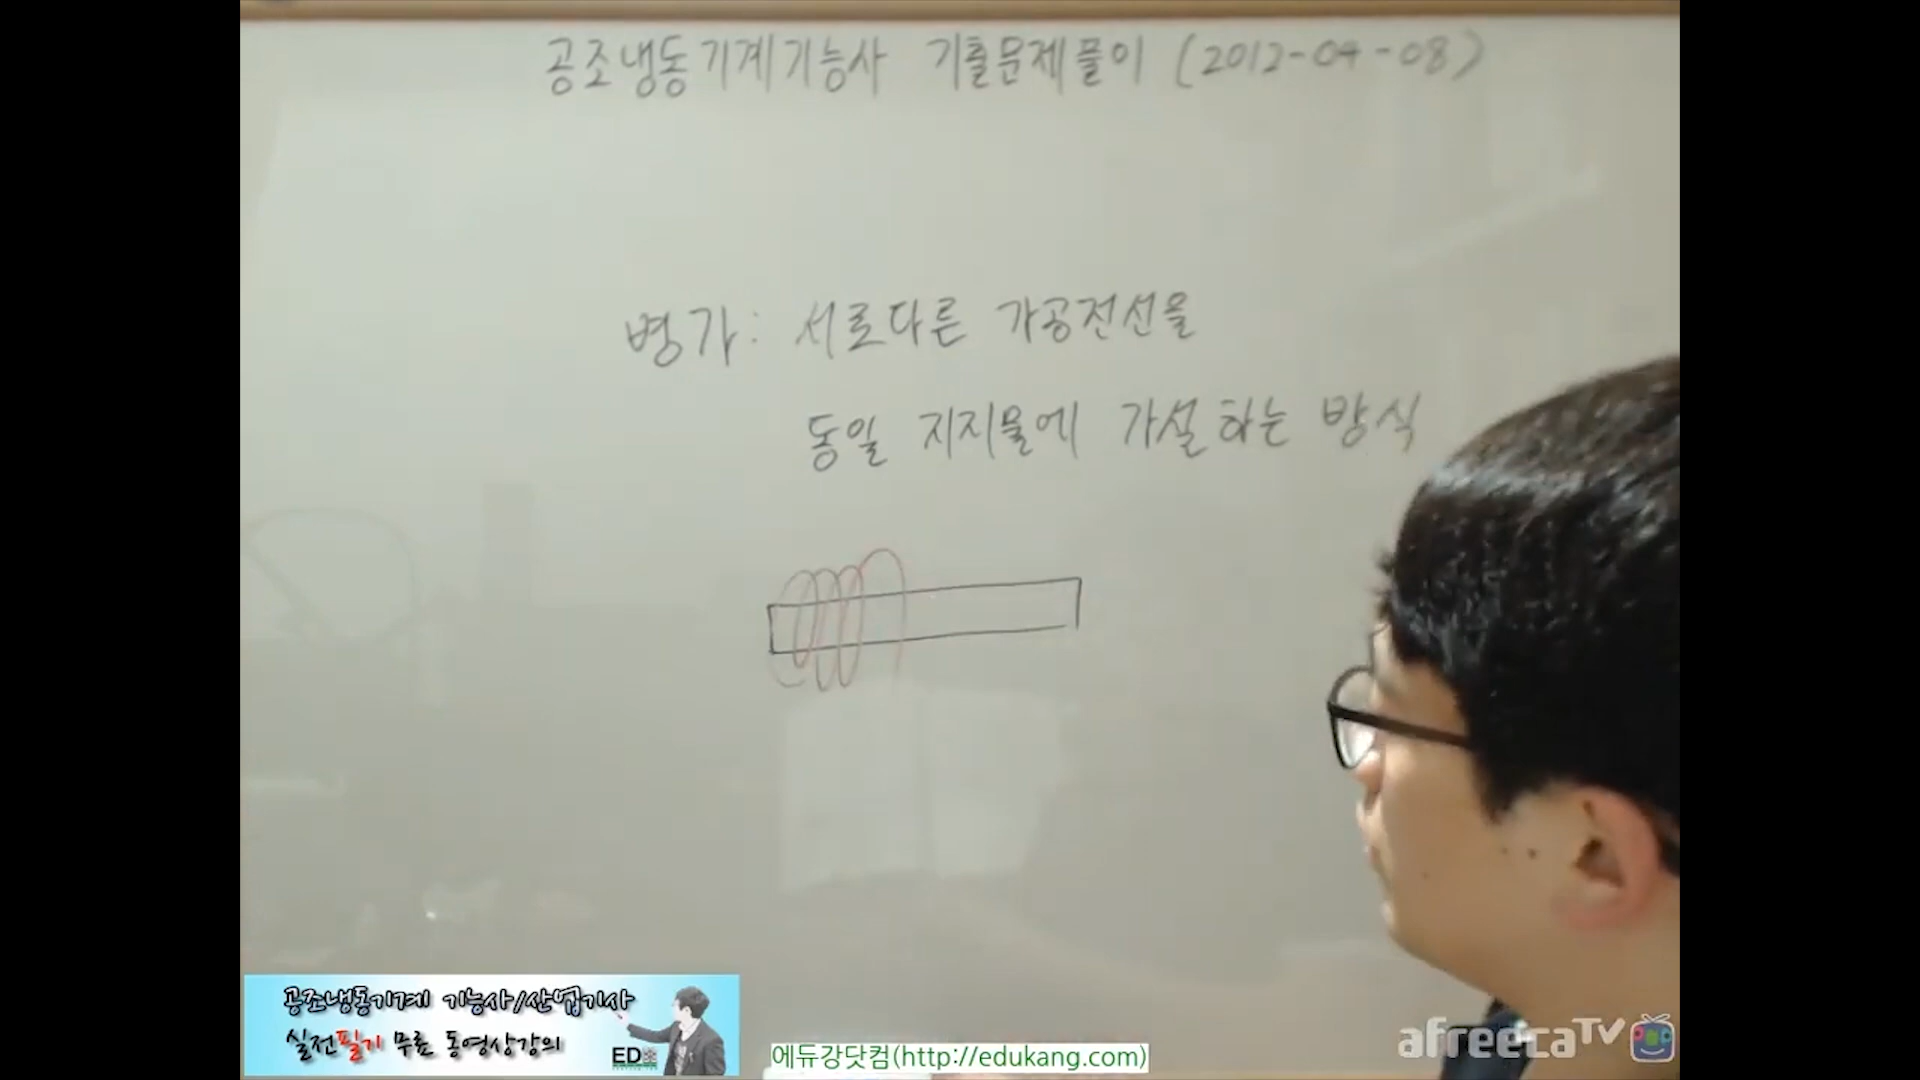 공조냉동기계기능사 기출문제풀이 (2012-04-08)
병가: 서로다른 가공전선을
동일 지지물에 가설하는 방식
공조냉동기계 기능사/산업기사
실전필기 무료 동영상강의
ED
에듀강닷컴(http://edukang.com)
afreecaTV